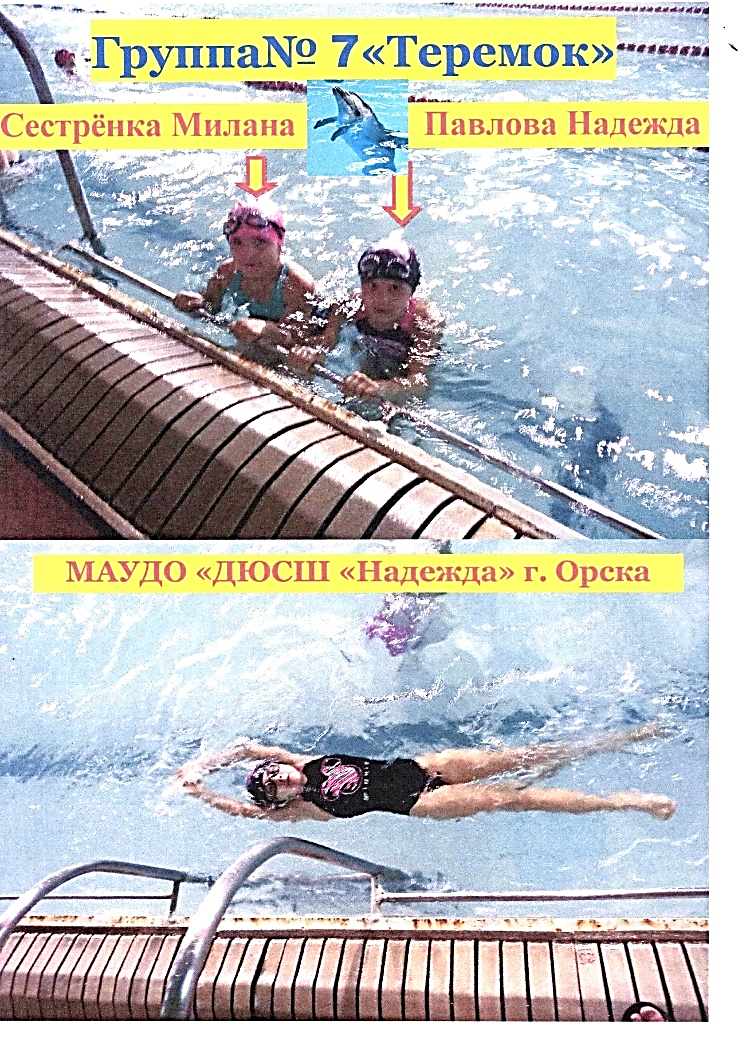 Группа№ 7«Теремок»
Сестрёнка Милана
Павлова Надежда
МАУДО «ДЮСШ «Надежда» г. Орска